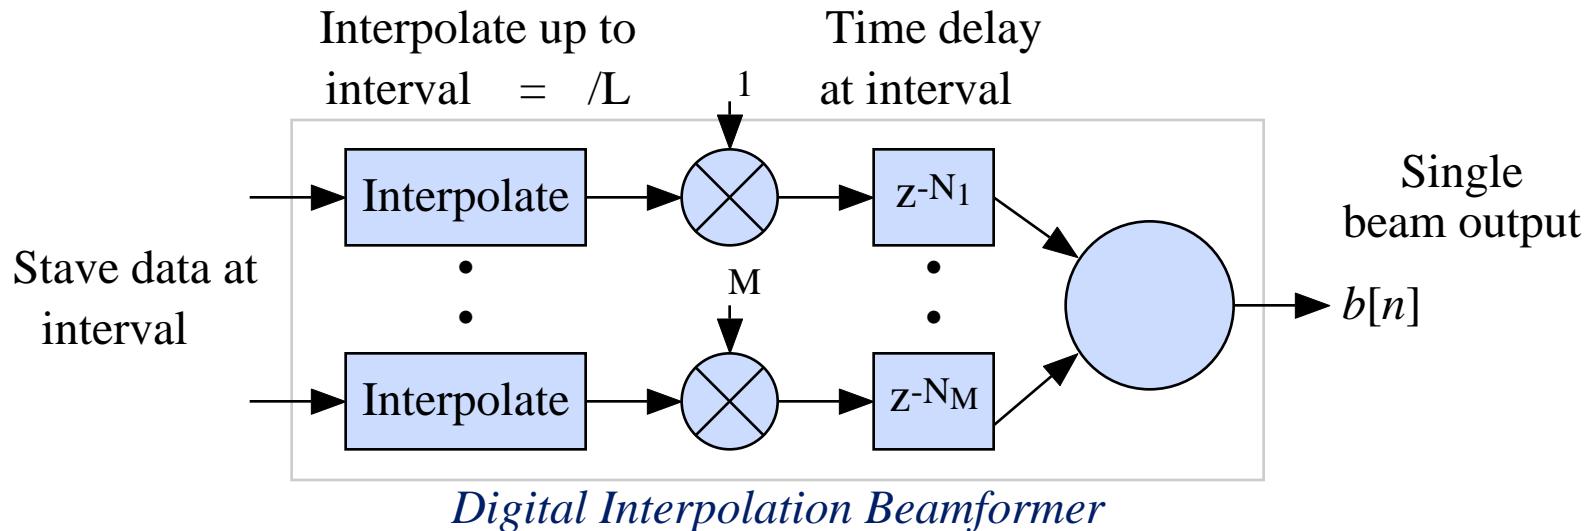 Interpolate up to
interval = /L
Time delay
at interval
1
Interpolate
z-N1
Single
beam output
Stave data at
interval
M
b[n]
Interpolate
z-NM
Digital Interpolation Beamformer